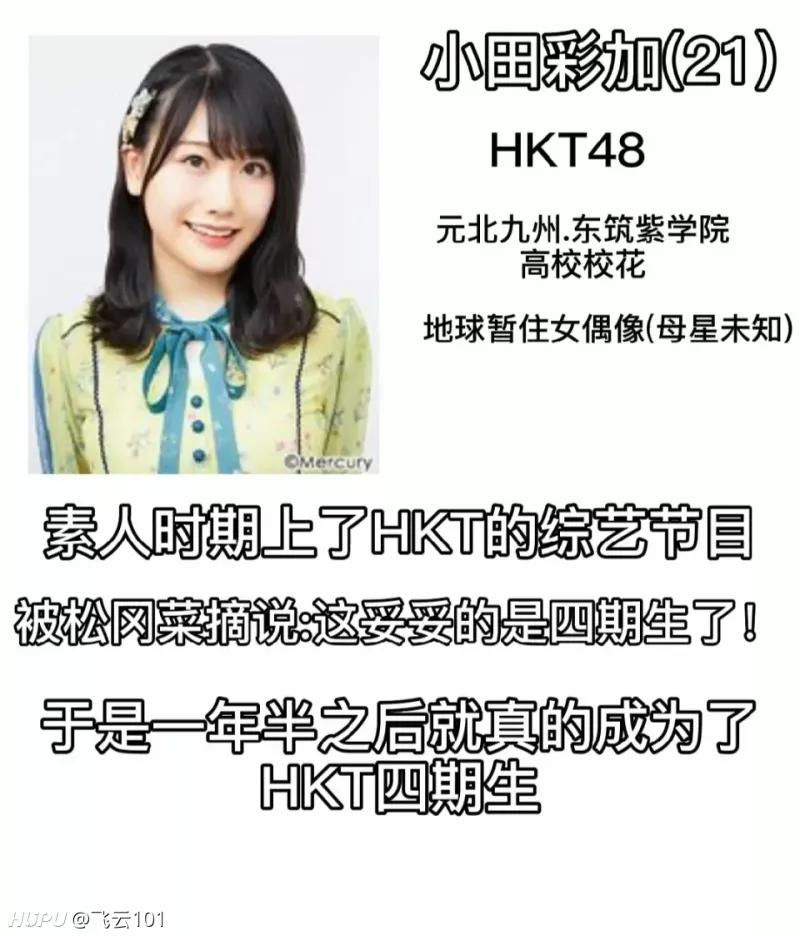 小田彩加(21)
HKT48
元北九州.东筑紫学院
高校校花
地球暂住女偶像(母星未知)
©Mercury
素人时期上了HKT的综艺节目
被松冈菜摘说:这妥妥的是四期生了!
于是一年半之后就真的成为了
HKT四期生
HUPU @飞云101